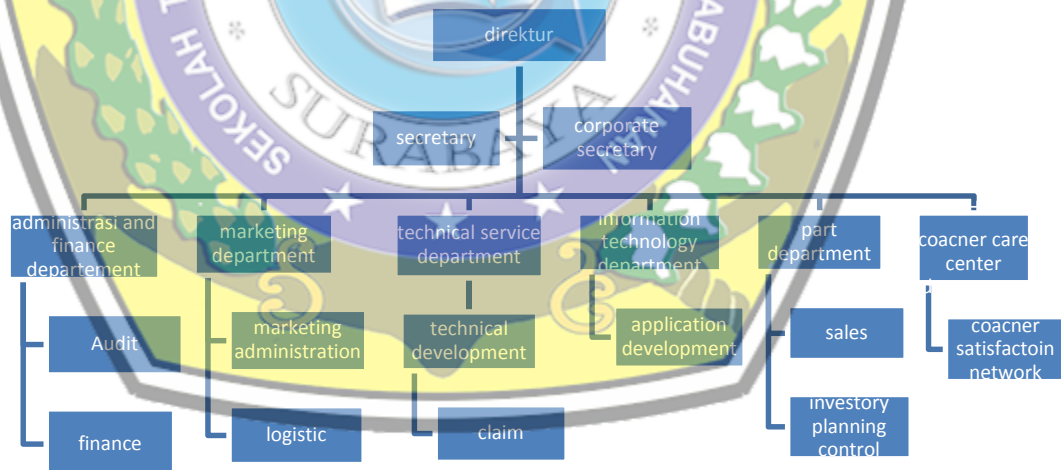 direktur
secretary
corporate
secretary
administrasi and
finance
departement
marketing
department
technical service
department
information
technology
department
part
department
coacner care
center
Audit
marketing
administration
technical
development
application
development
sales
coacner
satisfactoin
network
finance
logistic
claim
investory
planning
control
SEKOLAH T
SURABAYA
ABUHANAN